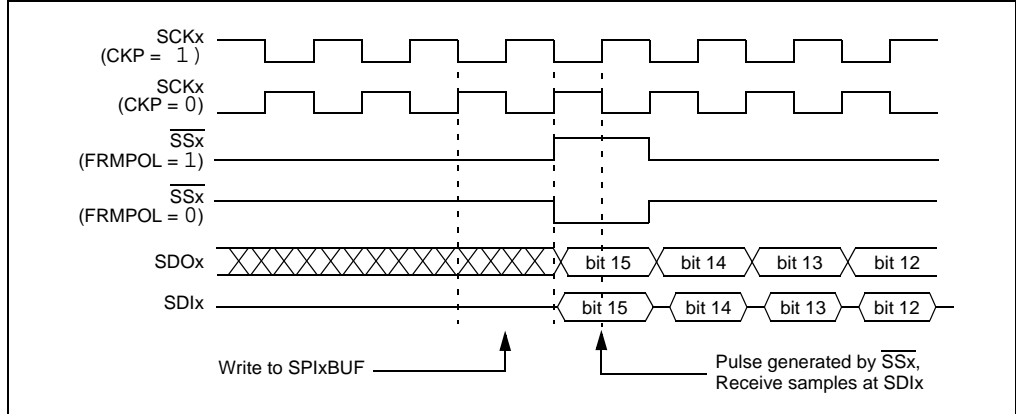 SCKx
(CKP = 1)
SCKx
(CKP = 0)
SSx
(FRMPOL = 1)
SSx
(FRMPOL = 0)
SDOx
bit 15 bit 14 bit 13 bit 12
SDIx
bit 15 bit 14 bit 13 bit 12
Write to SPIxBUF
Pulse generated by SSx,
Receive samples at SDIx